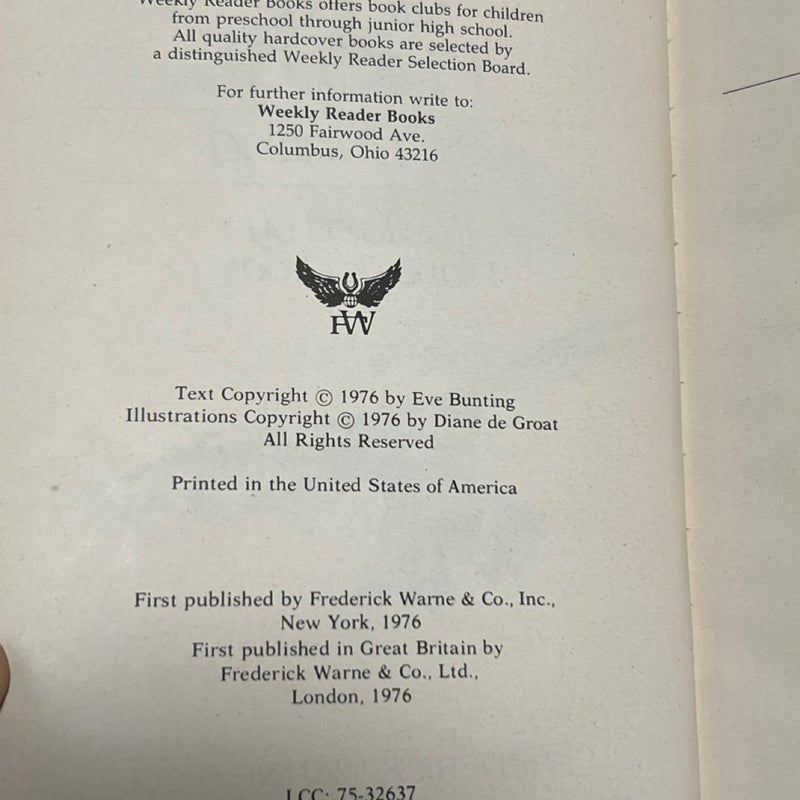 Weekly Reader Books offers book clubs for children
from preschool through junior high school.
All quality hardcover books are selected by
a distinguished Weekly Reader Selection Board.
For further information write to:
Weekly Reader Books
1250 Fairwood Ave.
Columbus, Ohio 43216
FW
Text Copyright © 1976 by Eve Bunting
Illustrations Copyright © 1976 by Diane de Groat
All Rights Reserved
Printed in the United States of America
First published by Frederick Warne & Co., Inc.,
New York, 1976
First published in Great Britain by
Frederick Warne & Co., Ltd.,
London, 1976
LCC: 75-32637